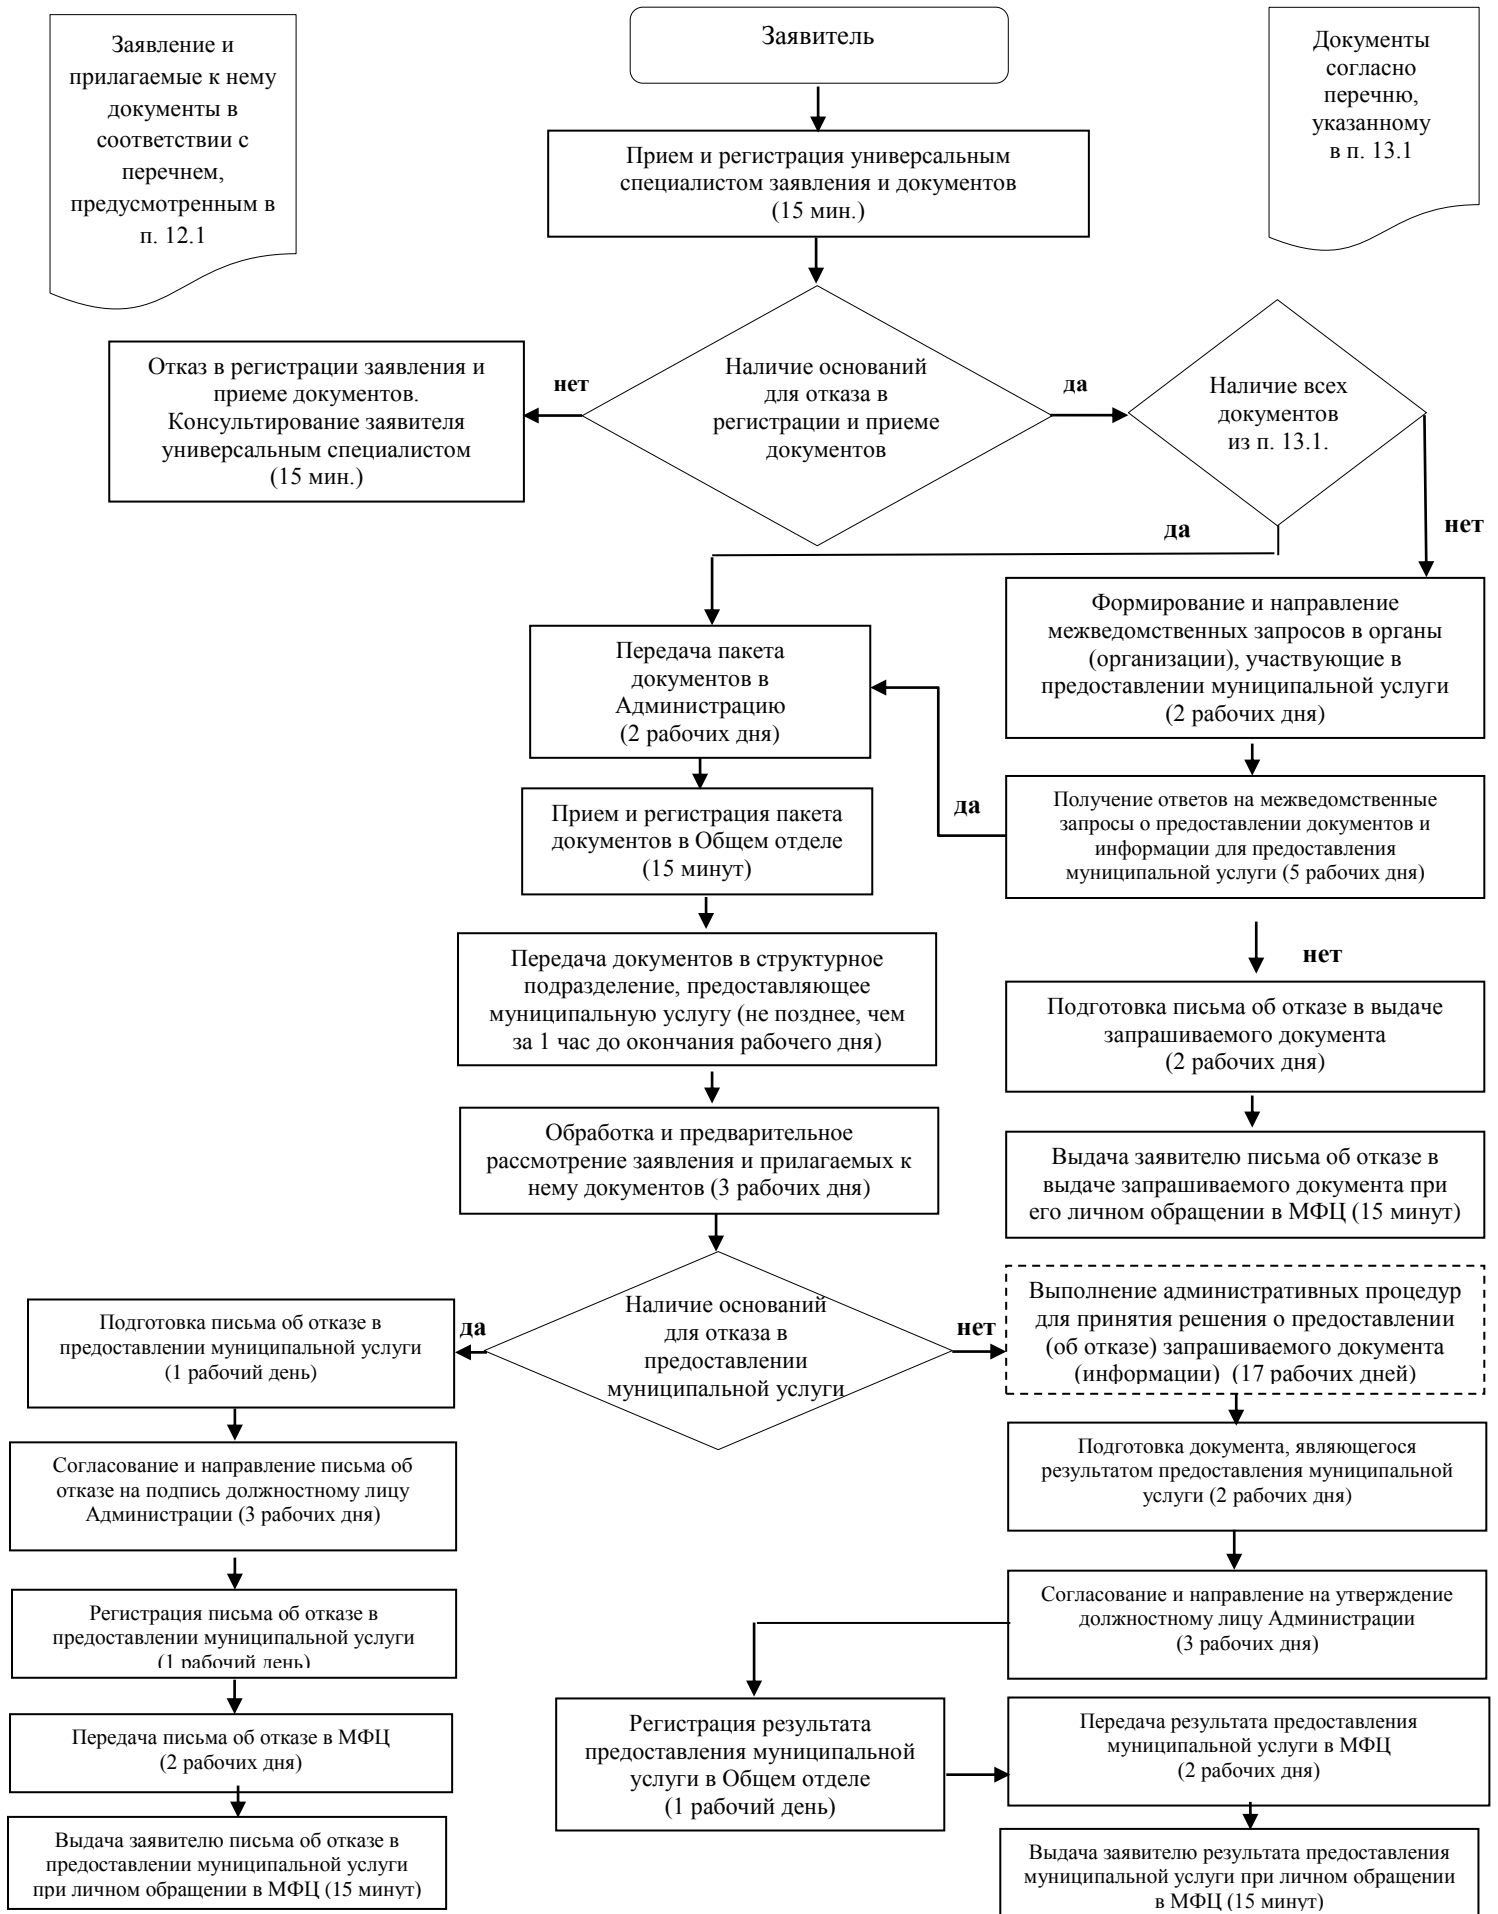 Заявление и
прилагаемые к нему
документы в
соответствии с
перечнем,
предусмотренным в
п. 12.1
Заявитель
Документы
согласно
перечню,
указанному
в п. 13.1
Прием и регистрация универсальным
специалистом заявления и документов
(15 мин.)
Отказ в регистрации заявления и
приеме документов.
Консультирование заявителя
универсальным специалистом
(15 мин.)
нет
Наличие оснований
для отказа в
регистрации и приеме
документов
да
Наличие всех
документов
из п. 13.1.
да
нет
Передача пакета
документов в
Администрацию
(2 рабочих дня)
Формирование и направление
межведомственных запросов в органы
(организации), участвующие в
предоставлении муниципальной услуги
(2 рабочих дня)
Прием и регистрация пакета
документов в Общем отделе
(15 минут)
да
Получение ответов на межведомственные
запросы о предоставлении документов и
информации для предоставления
муниципальной услуги (5 рабочих дня)
нет
Передача документов в структурное
подразделение, предоставляющее
муниципальную услугу (не позднее, чем
за 1 час до окончания рабочего дня)
Подготовка письма об отказе в выдаче
запрашиваемого документа
(2 рабочих дня)
Обработка и предварительное
рассмотрение заявления и прилагаемых к
нему документов (3 рабочих дня)
Выдача заявителю письма об отказе в
выдаче запрашиваемого документа при
его личном обращении в МФЦ (15 минут)
Подготовка письма об отказе в
предоставлении муниципальной услуги
(1 рабочий день)
да
Наличие оснований
для отказа в
предоставлении
муниципальной услуги
нет
Выполнение административных процедур
для принятия решения о предоставлении
(об отказе) запрашиваемого документа
(информации) (17 рабочих дней)
Согласование и направление письма об
отказе на подпись должностному лицу
Администрации (3 рабочих дня)
Подготовка документа, являющегося
результатом предоставления муниципальной
услуги (2 рабочих дня)
Регистрация письма об отказе в
предоставлении муниципальной услуги
(1 рабочий день)
Согласование и направление на утверждение
должностному лицу Администрации
(3 рабочих дня)
Передача письма об отказе в МФЦ
(2 рабочих дня)
Регистрация результата
предоставления муниципальной
услуги в Общем отделе
(1 рабочий день)
Передача результата предоставления
муниципальной услуги в МФЦ
(2 рабочих дня)
Выдача заявителю письма об отказе в
предоставлении муниципальной услуги
при личном обращении в МФЦ (15 минут)
Выдача заявителю результата предоставления
муниципальной услуги при личном обращении
в МФЦ (15 минут)